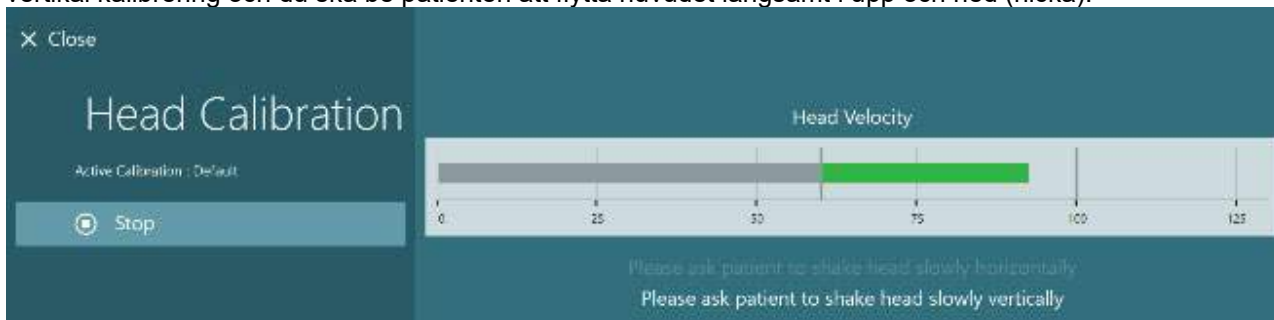 vertikal kalibrering och du ska be patienten att flytta huvudet långsamt i upp och ned (nicka).
X Close
Head Calibration
Active Calibration : Default
Stop
Head Velocity
0 25 50 75 100 125
Please ask patient to shake head slowly horizontally
Please ask patient to shake head slowly vertically